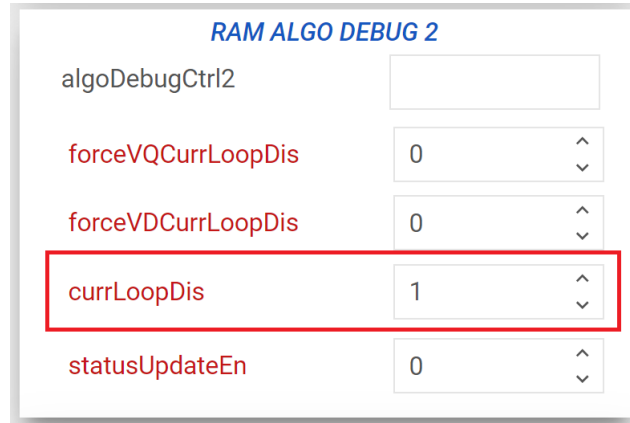 RAM ALGO DEBUG 2
algoDebugCtrl2
forceVQCurrLoopDis 0
forceVDCurrLoopDis 0
currLoopDis 1
statusUpdateEn 0